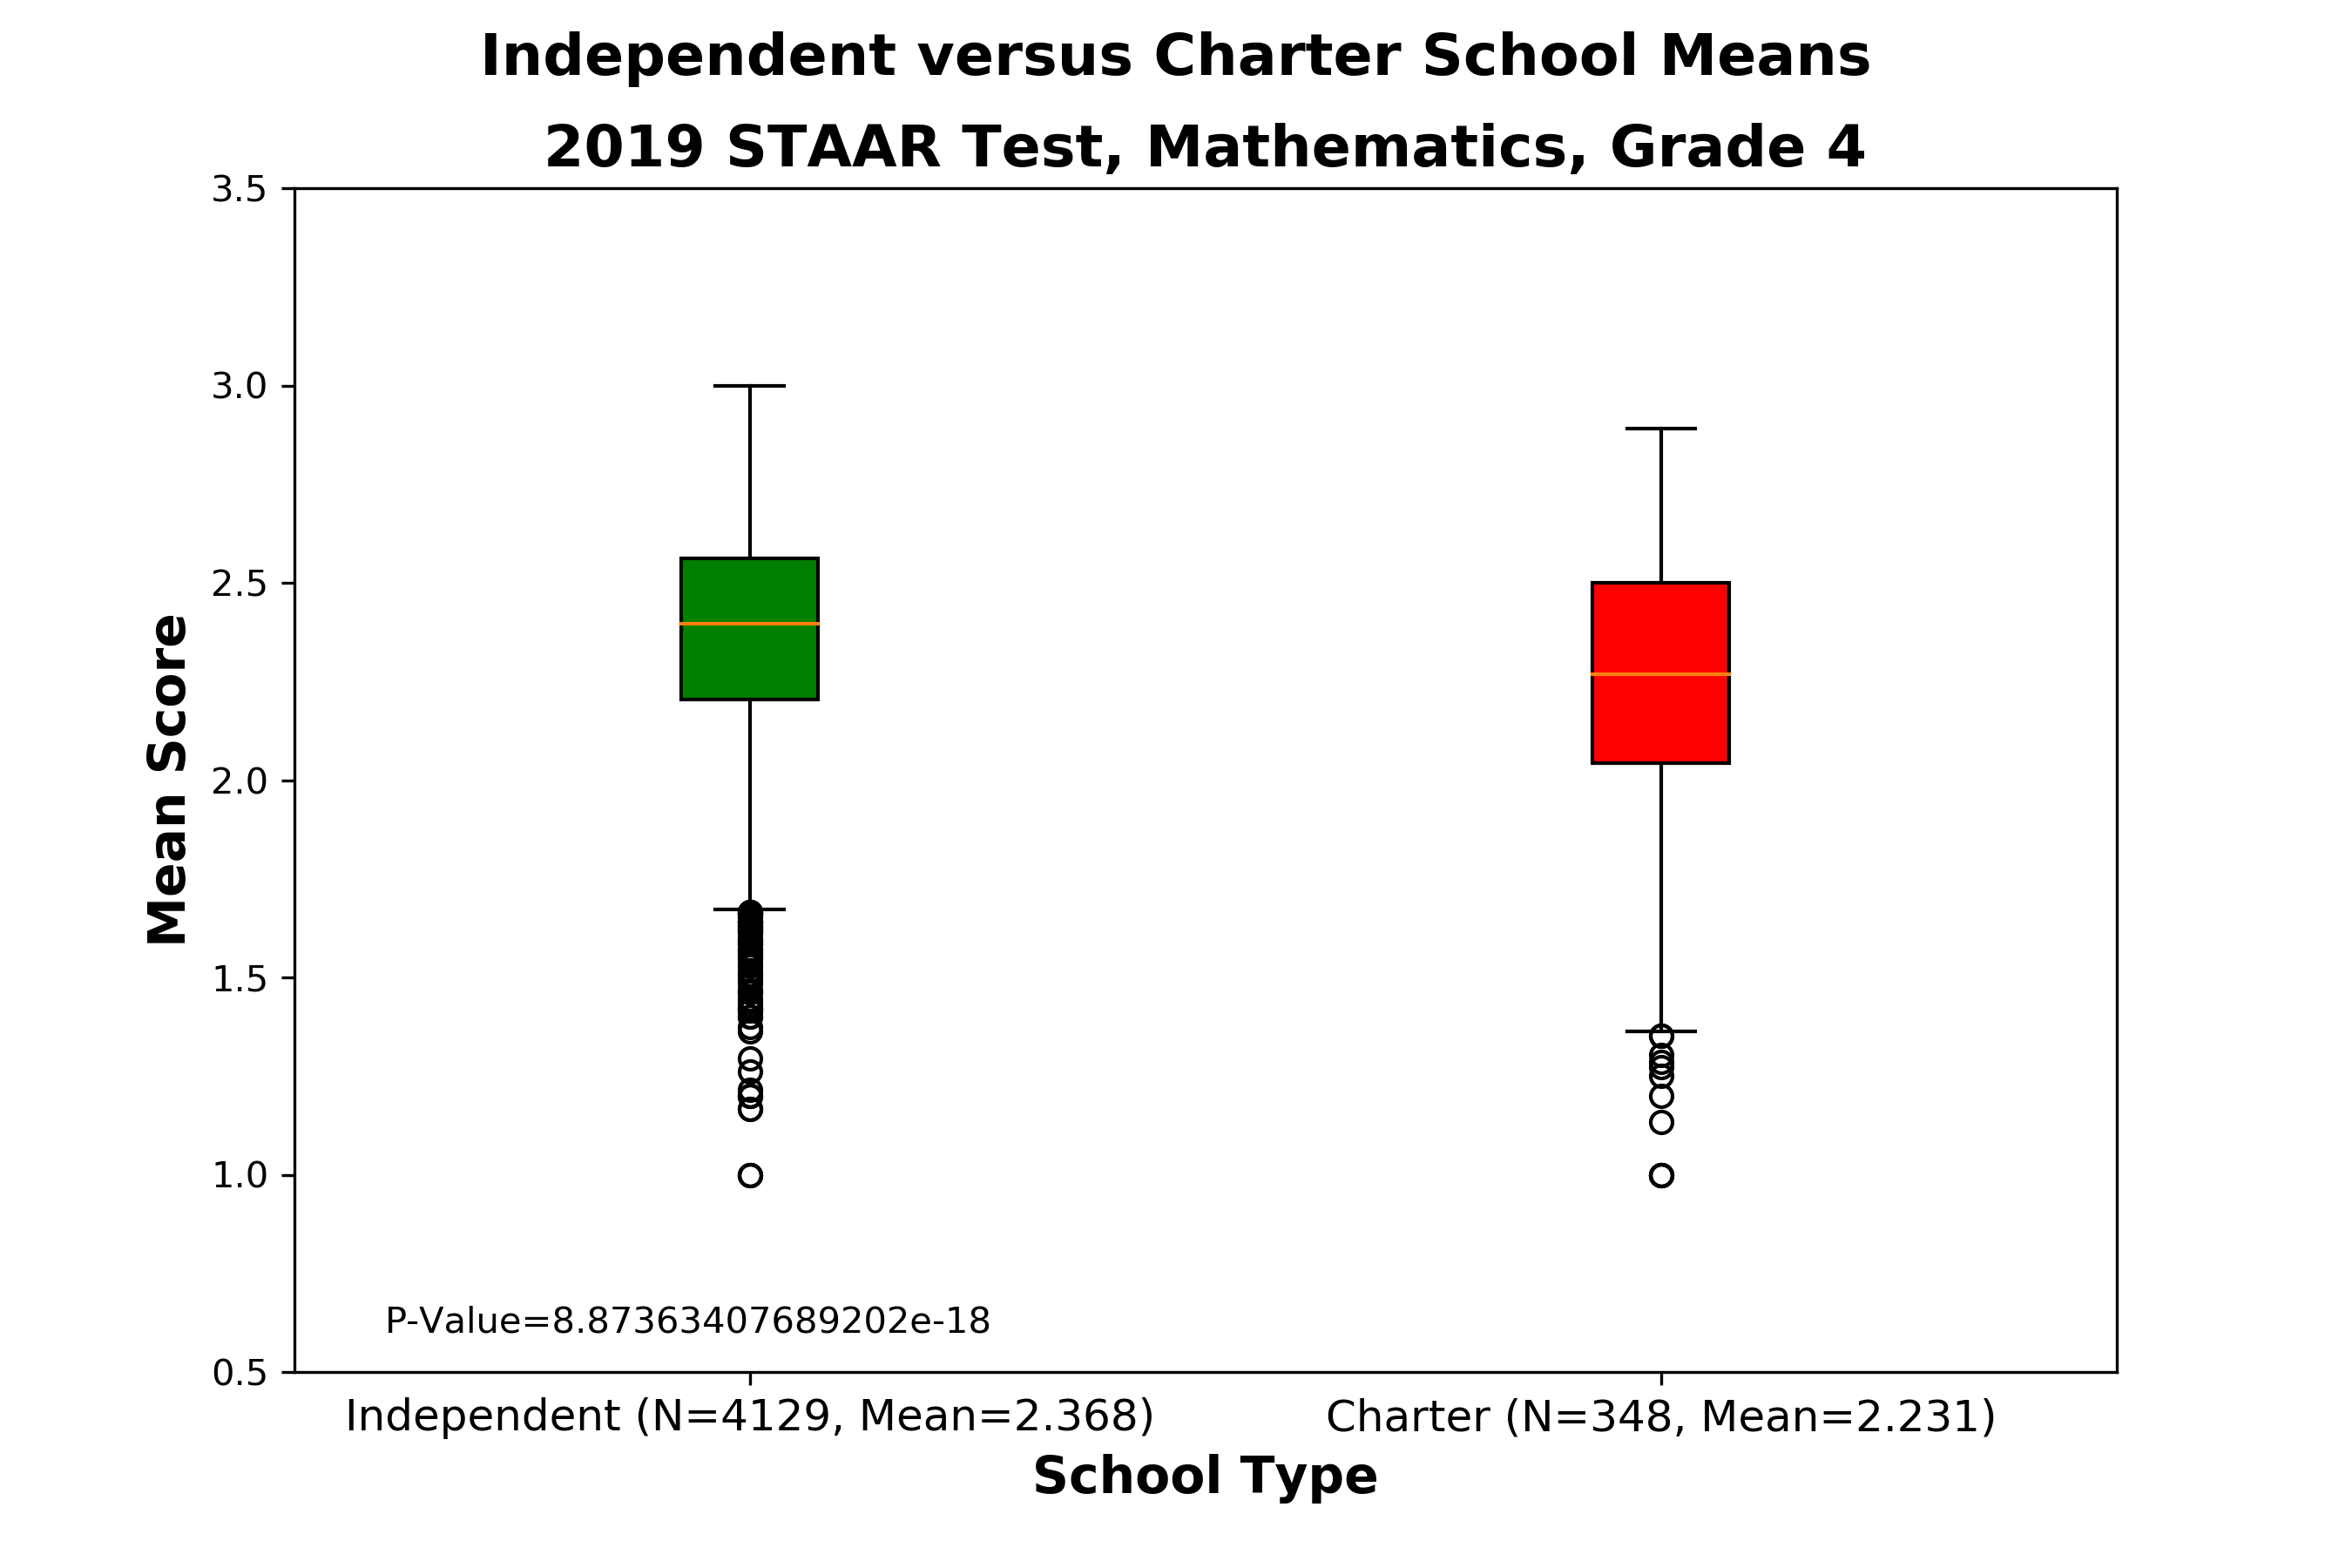 Independent versus Charter School Means
2019 STAAR Test, Mathematics, Grade 4
3.5
3.0
2.5
2.0
1.5
1.0
0.5
Mean Score
P-Value=8.87363407689202e-18
Independent (N=4129, Mean=2.368)
Charter (N=348, Mean=2.231)
School Type